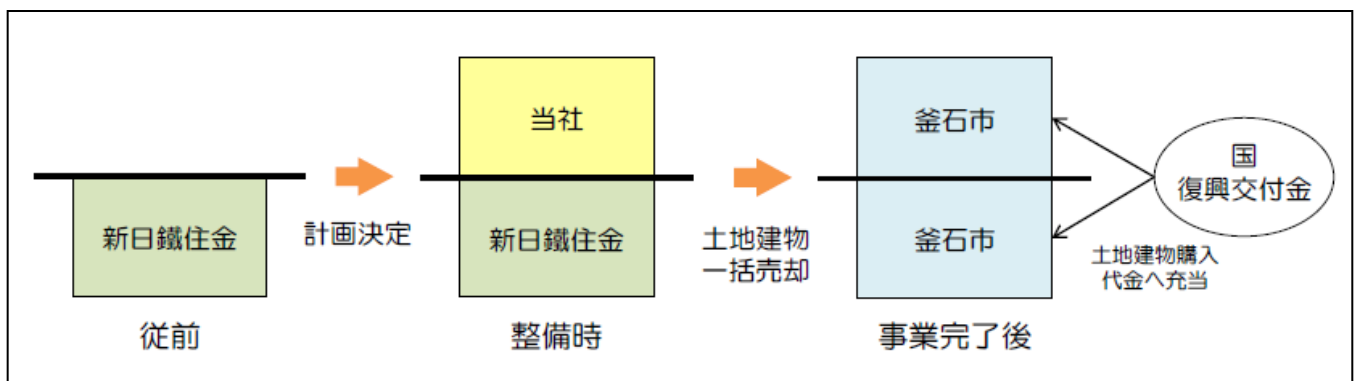 新日鐵住金
従前
計画決定
当社
新日鐵住金
整備時
土地建物
一括売却
釜石市
釜石市
事業完了後
国
復興交付金
土地建物購入
代金へ充当